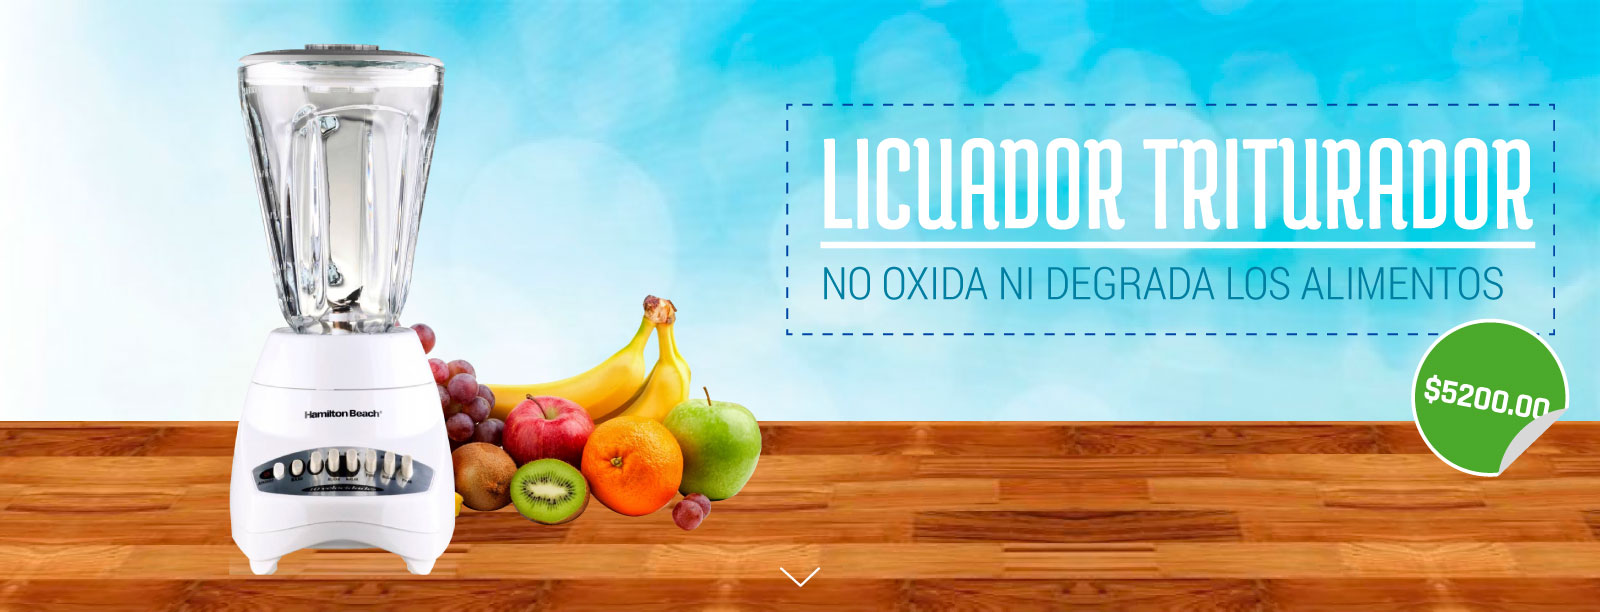 LICUADOR TRITURADOR
NO OXIDA NI DEGRADA LOS ALIMENTOS
$5200.00
Hamilton Beach